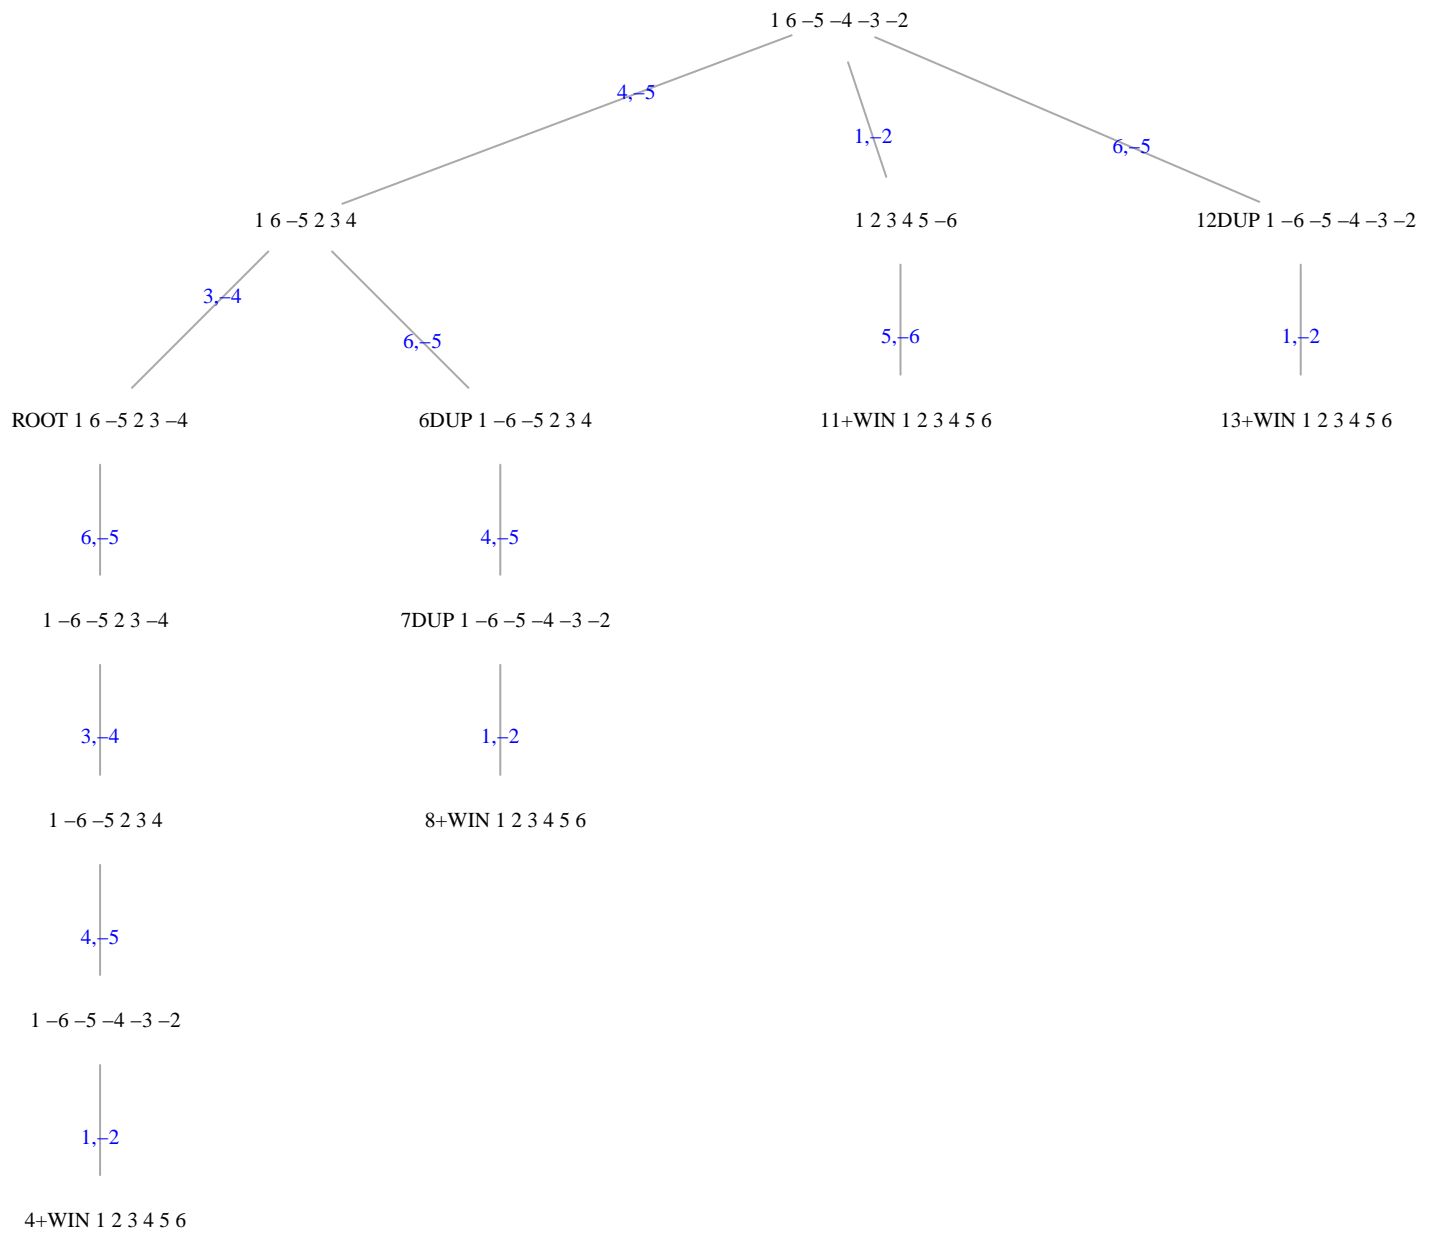 1 6 –5 –4 –3 –2
4,–5
1,–2
6,–5
1 6 –5 2 3 4
1 2 3 4 5 –6
12DUP 1 –6 –5 –4 –3 –2
3,–4
6,–5
5,–6
1,–2
ROOT 1 6 –5 2 3 –4
6DUP 1 –6 –5 2 3 4
11+WIN 1 2 3 4 5 6
13+WIN 1 2 3 4 5 6
6,–5
4,–5
1 –6 –5 2 3 –4
7DUP 1 –6 –5 –4 –3 –2
3,–4
1,–2
1 –6 –5 2 3 4
8+WIN 1 2 3 4 5 6
4,–5
1 –6 –5 –4 –3 –2
1,–2
4+WIN 1 2 3 4 5 6